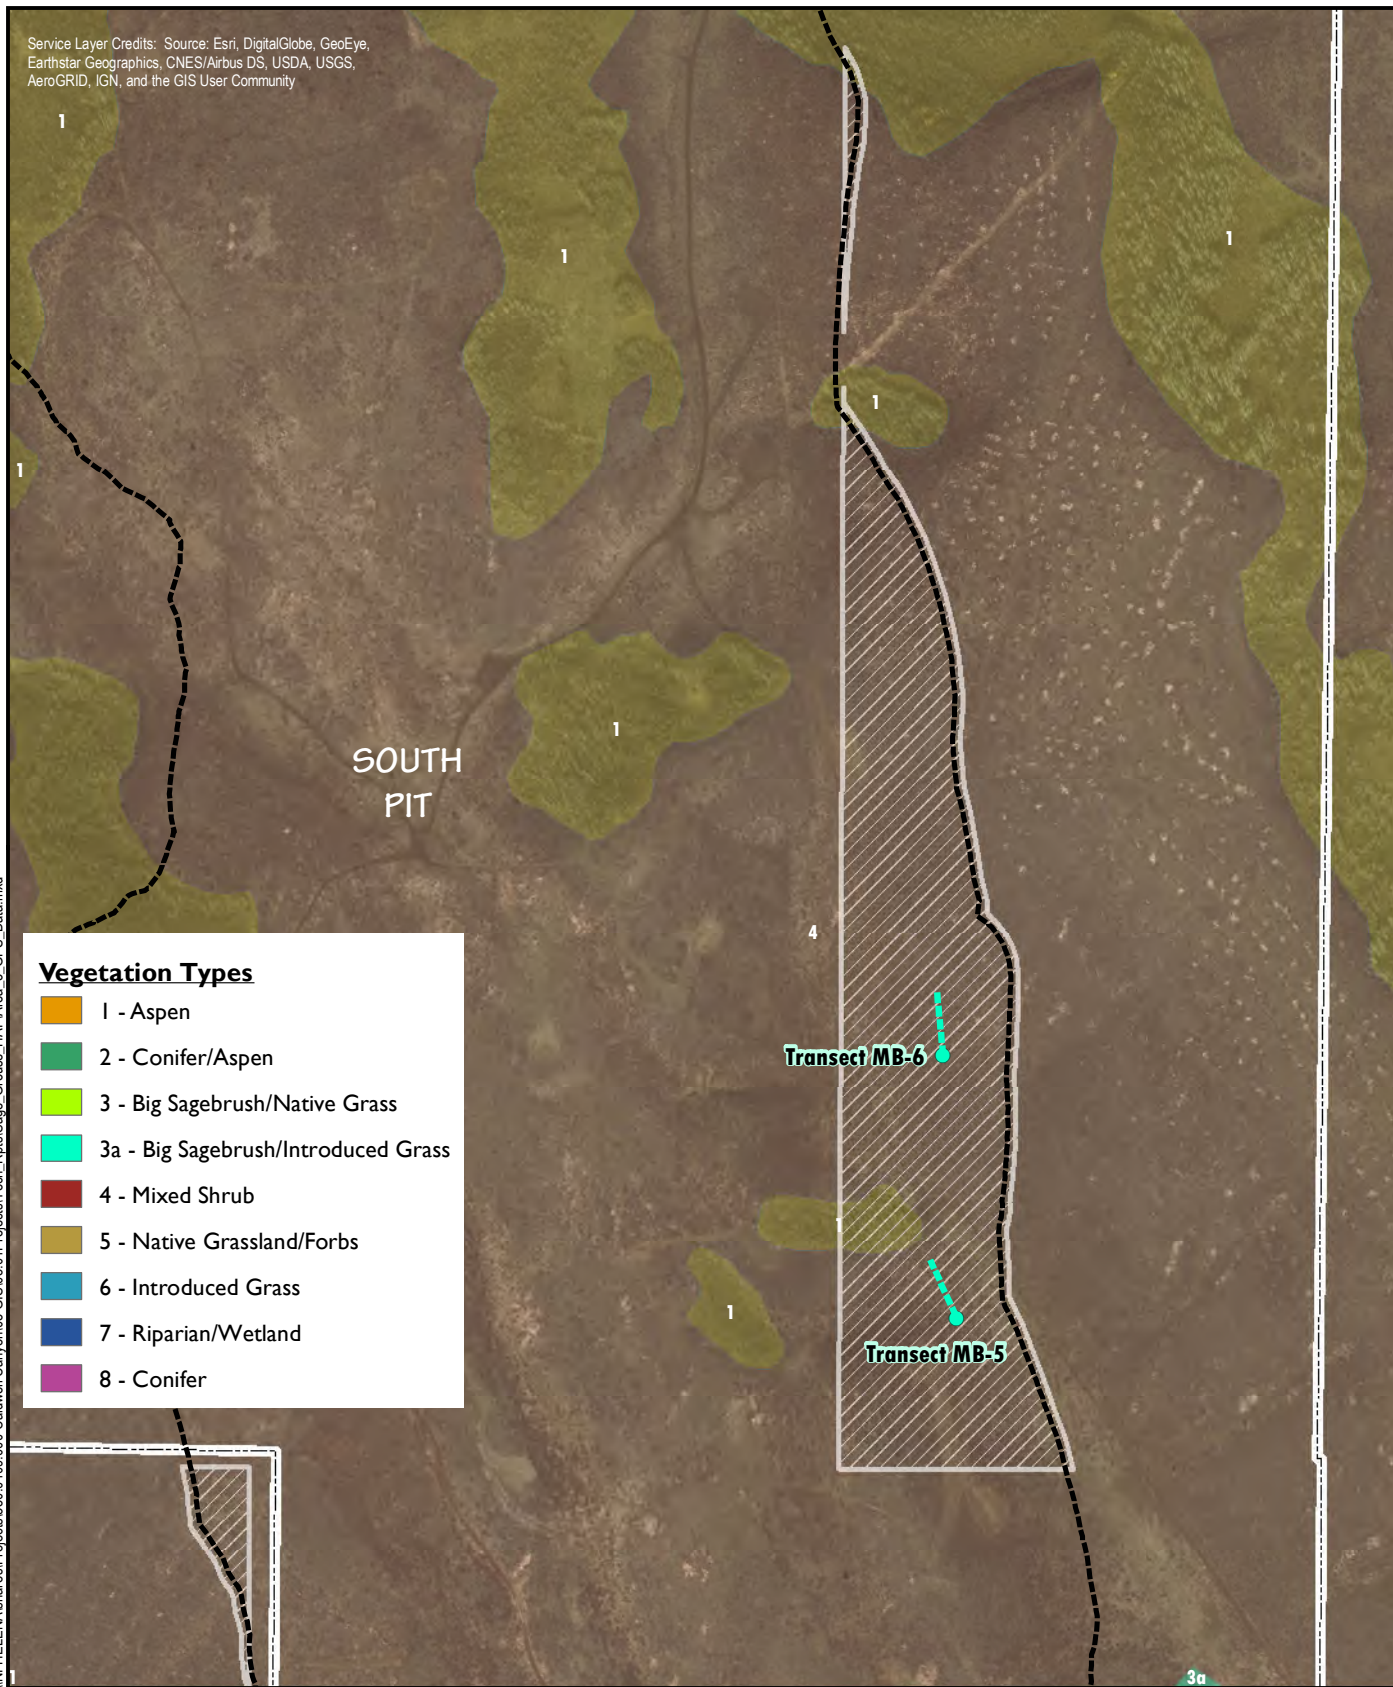 Service Layer Credits: Source: Esri, DigitalGlobe, GeoEye,
Earthstar Geographics, CNES/Airbus DS, USDA, USGS,
AeroGRID, IGN, and the GIS User Community
1
1
1
1
1
1
SOUTH
PIT
4
Transect MB-6
1
Transect MB-5
Vegetation Types
1 - Aspen
2 - Conifer/Aspen
3 - Big Sagebrush/Native Grass
3a - Big Sagebrush/Introduced Grass
4 - Mixed Shrub
5 - Native Grassland/Forbs
6 - Introduced Grass
7 - Riparian/Wetland
8 - Conifer
1
3a